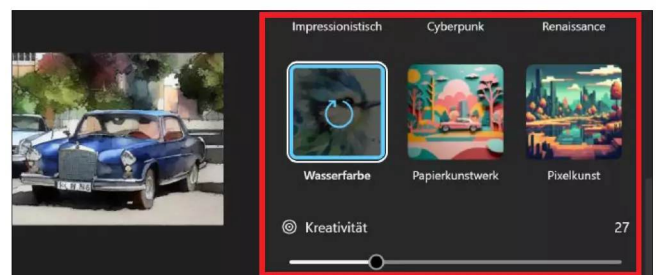 Impressionistisch Cyberpunk Renaissance
Wasserfarbe Papierkunstwerk Pixelkunst
Kreativität 27